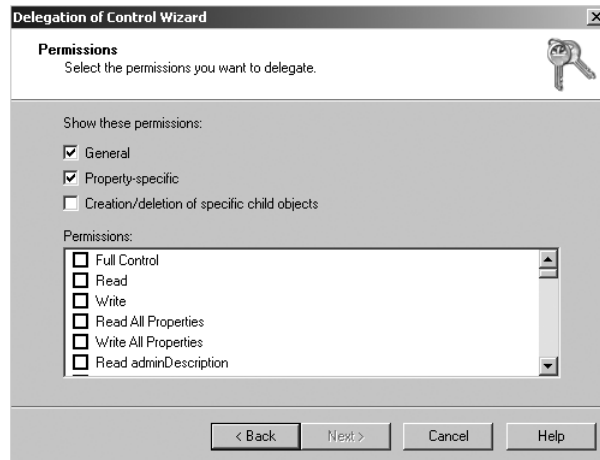 Delegation of Control Wizard
Permissions
Select the permissions you want to delegate.
Show these permissions:
General
Property-specific
Creation/deletion of specific child objects
Permissions:
Full Control
Read
Write
Read All Properties
Write All Properties
Read adminDescription
< Back Next > Cancel Help